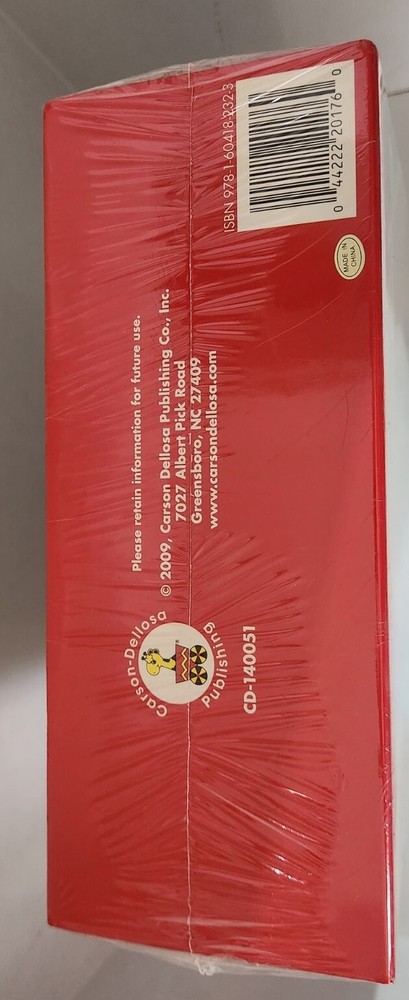 Please retain information for future use.
© 2009, Carson Dellosa Publishing Co., Inc.
7027 Albert Pick Road
Greensboro, NC 27409
www.carsondellosa.com
Carson-Dellosa
Publishing
CD-140051
ISBN 978-1-60418-232-3
0 44222 20176 0
MADE IN
CHINA